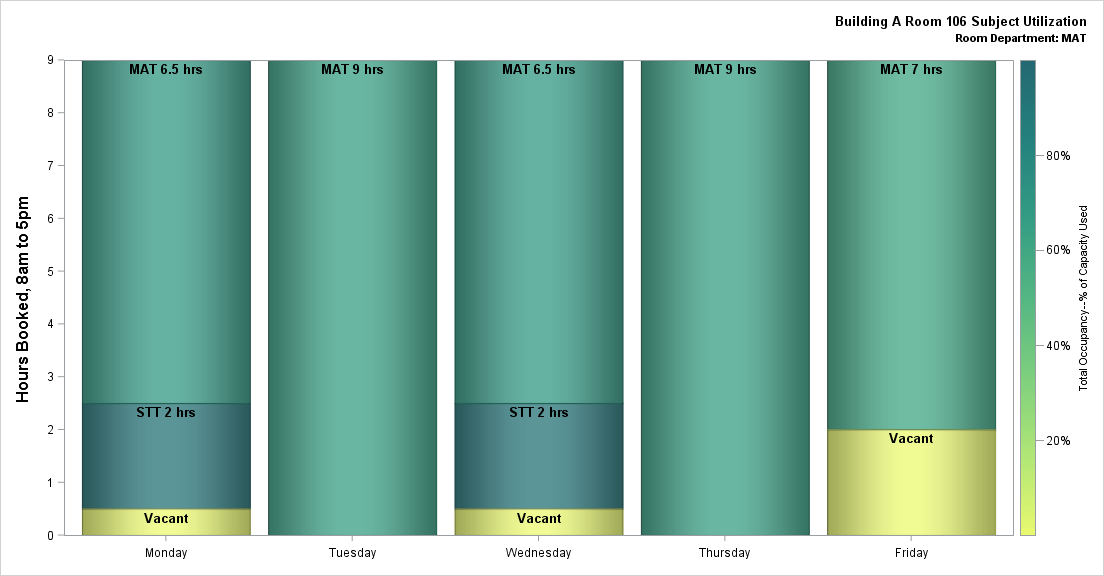 Building A Room 106 Subject Utilization
Room Department: MAT
Hours Booked, 8am to 5pm
9
8
7
6
5
4
3
2
1
0
MAT 6.5 hrs
STT 2 hrs
Vacant
MAT 9 hrs
MAT 6.5 hrs
STT 2 hrs
Vacant
MAT 9 hrs
MAT 7 hrs
Vacant
Monday
Tuesday
Wednesday
Thursday
Friday
80%
60%
40%
20%
Total Occupancy--% of Capacity Used